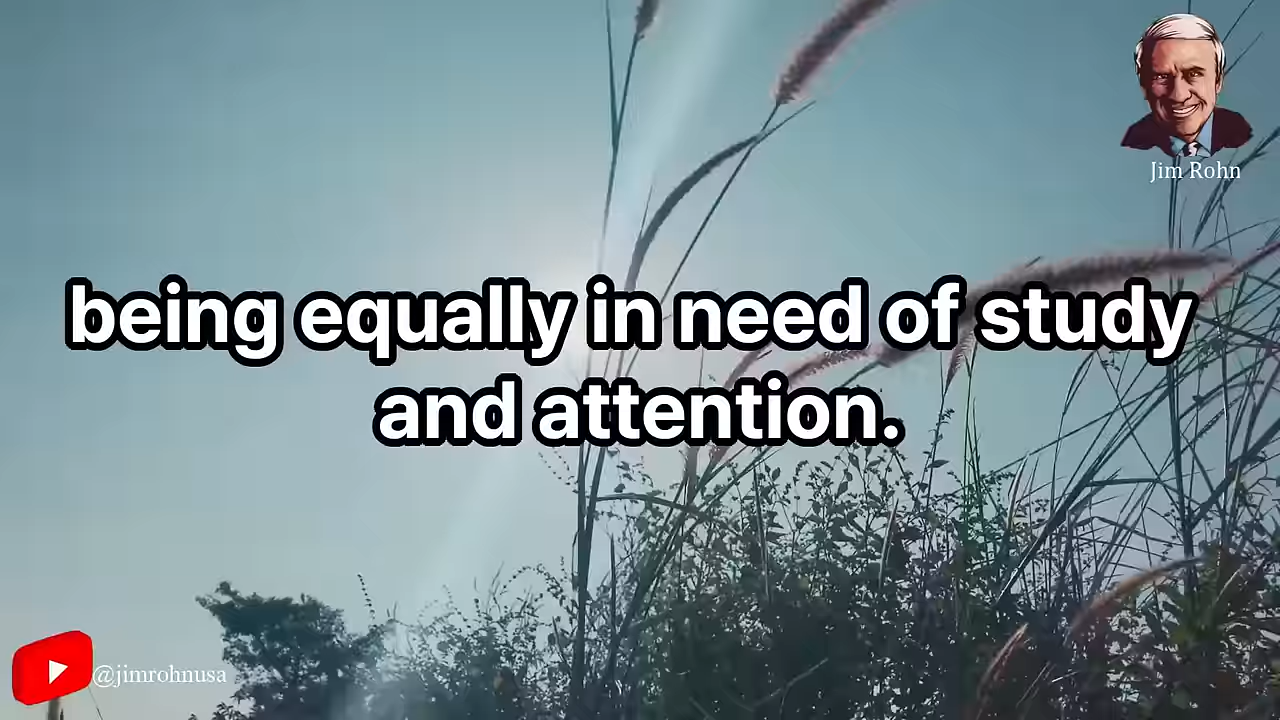 Jim Rohn
being equally in need of study
and attention.
@jimrohnusa